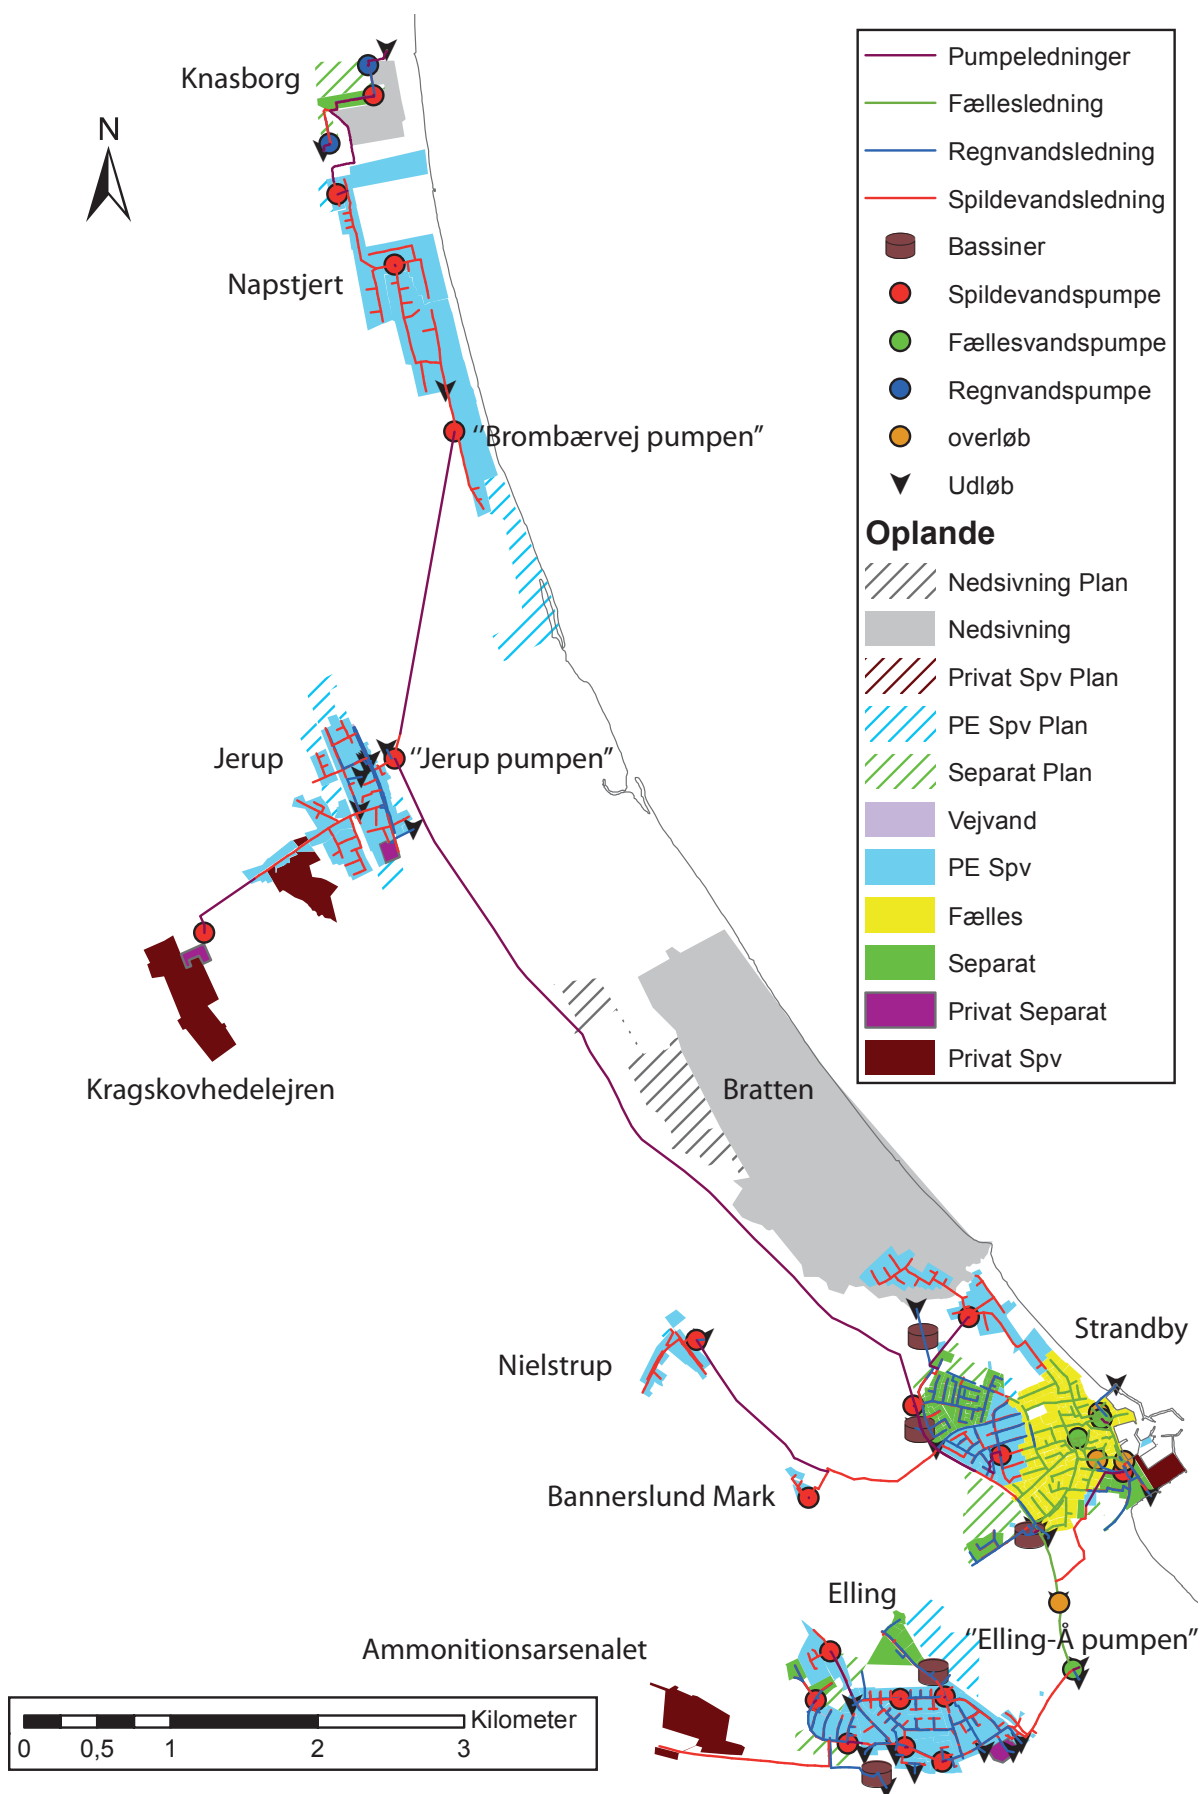 Knasborg
N
Napstjert
"Brombærvej pumpen"
Jerup
"Jerup pumpen"
Kragskovhedelejren
Bratten
Strandby
Nielstrup
Bannerslund Mark
Elling
"Elling-Å pumpen"
Ammonitionsarsenalet
Kilometer
0 0,5 1 2 3
Pumpeledninger
Fællesledning
Regnvandsledning
Spildevandsledning
Bassiner
Spildevandspumpe
Fællesvandspumpe
Regnvandspumpe
overløb
Udløb
Oplande
Nedsivning Plan
Nedsivning
Privat Spv Plan
PE Spv Plan
Separat Plan
Vejvand
PE Spv
Fælles
Separat
Privat Separat
Privat Spv